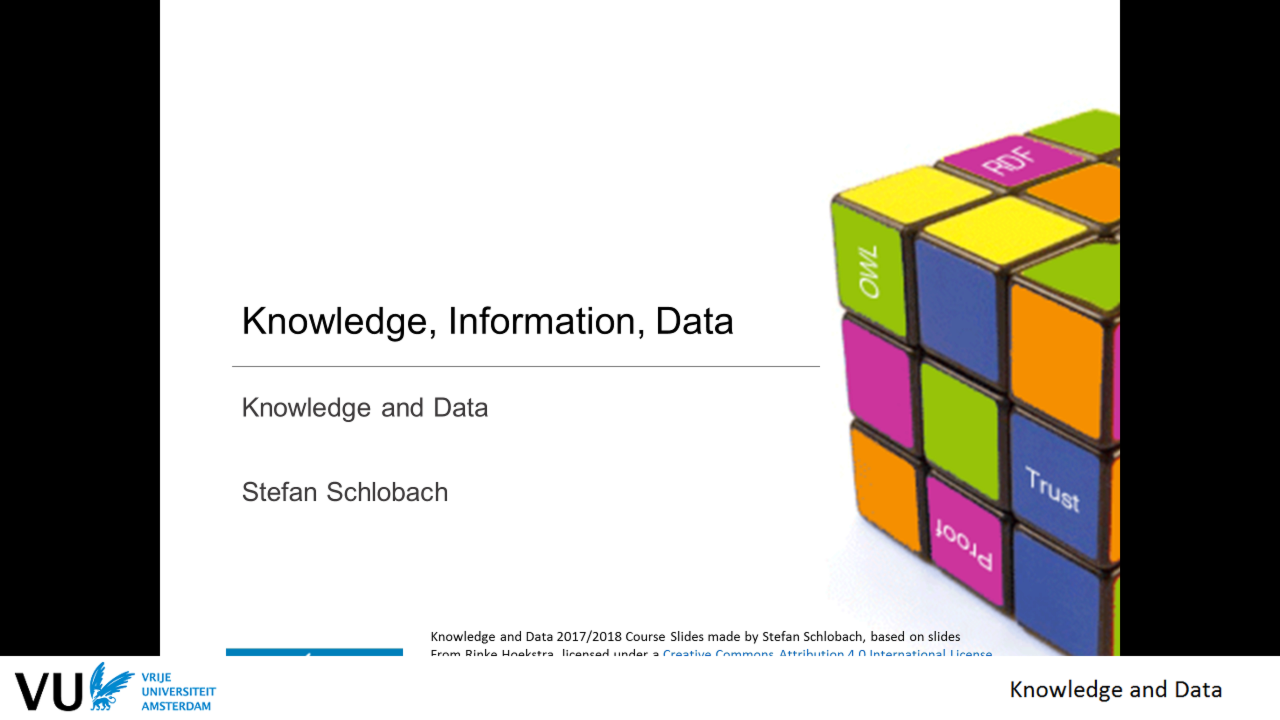 RDF
OWL
Knowledge, Information, Data
Knowledge and Data
Stefan Schlobach
Trust
Proof
Knowledge and Data 2017/2018 Course Slides made by Stefan Schlobach, based on slides
From Rinke Hoekstra, licensed under a Creative Commons Attribution 4.0 International License
VU VRIJE
UNIVERSITEIT
AMSTERDAM
Knowledge and Data